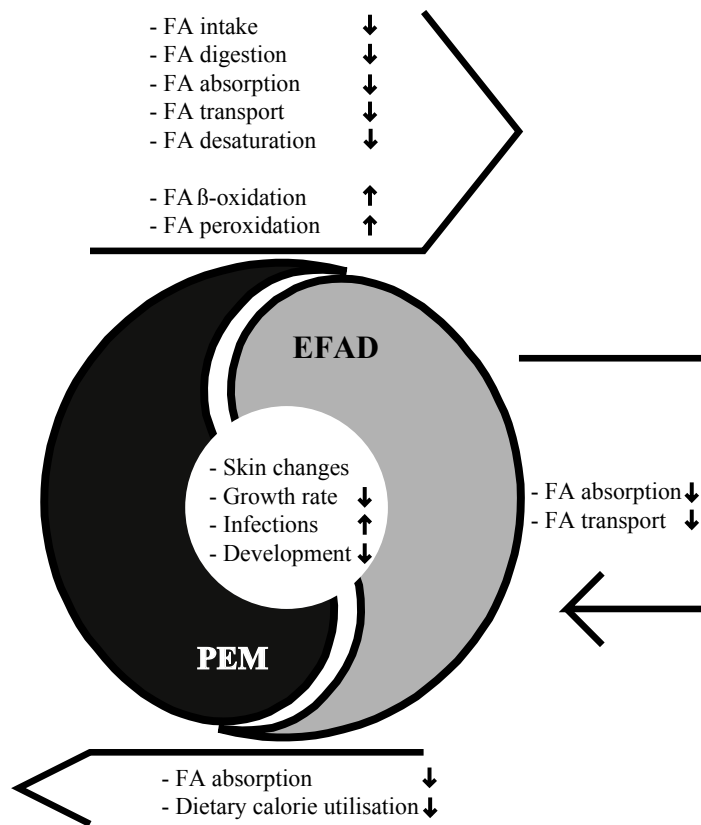 - FA intake ↓
- FA digestion ↓
- FA absorption ↓
- FA transport ↓
- FA desaturation ↓
- FA ß-oxidation ↑
- FA peroxidation ↑
EFAD
- Skin changes
- Growth rate ↓
- Infections ↑
- Development ↓
- FA absorption ↓
- FA transport ↓
PEM
- FA absorption ↓
- Dietary calorie utilisation ↓